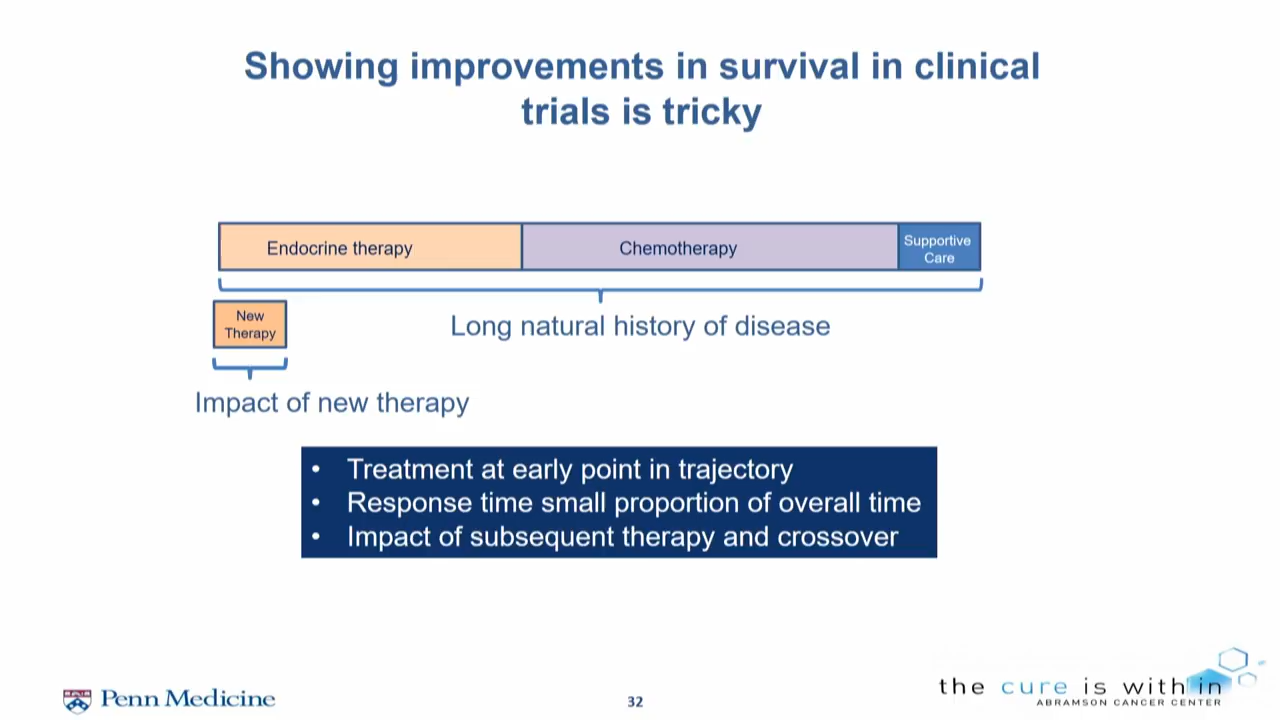 Showing improvements in survival in clinical
trials is tricky
Endocrine therapy
Chemotherapy
Supportive
Care
New
Therapy
Long natural history of disease
Impact of new therapy
• Treatment at early point in trajectory
• Response time small proportion of overall time
• Impact of subsequent therapy and crossover
Penn Medicine
32
the cure is within
ABRAMSON CANCER CENTER